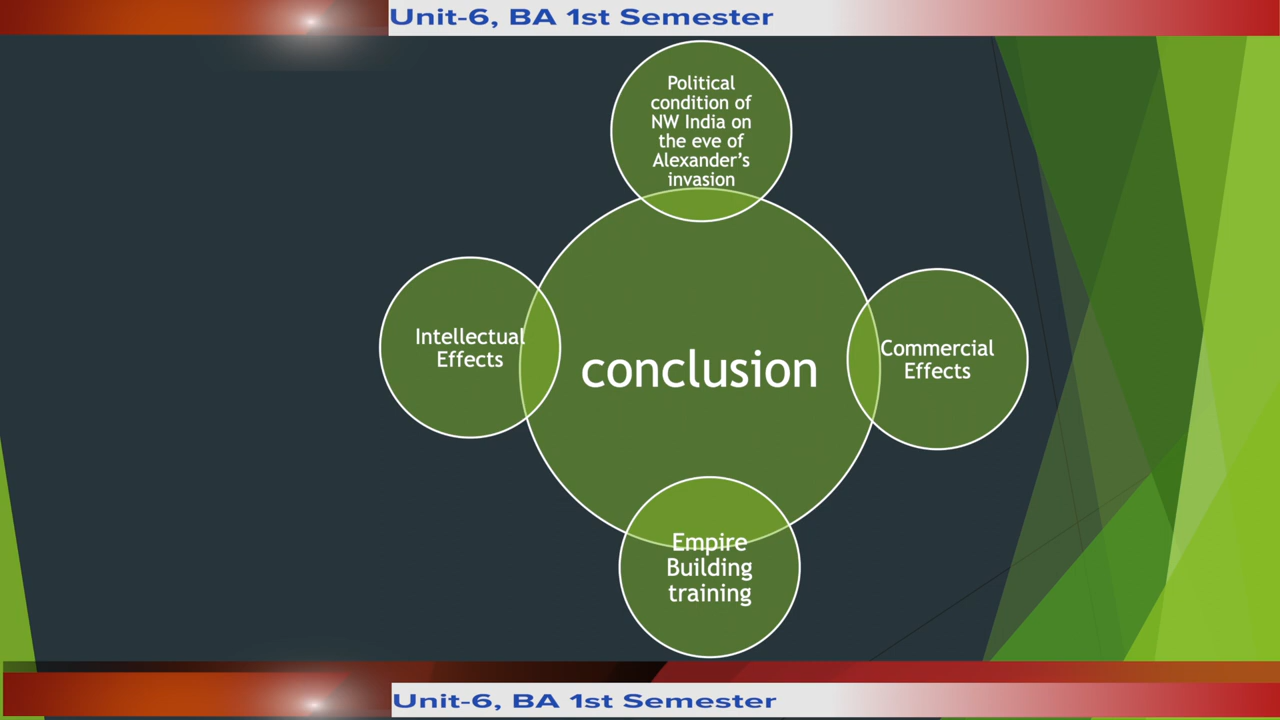 Unit-6, BA 1st Semester
Political
condition of
NW India on
the eve of
Alexander’s
invasion
Intellectual
Effects
conclusion
Commercial
Effects
Empire
Building
training
Unit-6, BA 1st Semester